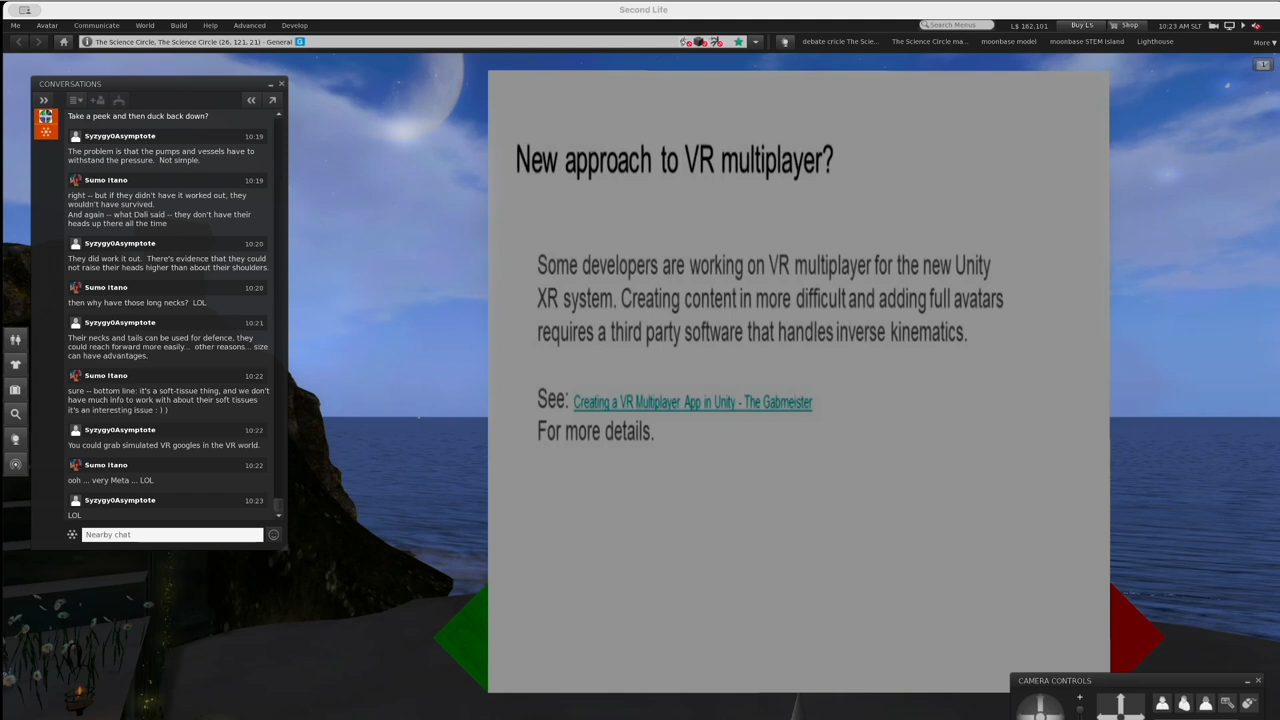 Second Life
Me Avatar Communicate World Build Help Advanced Develop
Search Menus L$ 162,101 Buy L$ Shop 10:23 AM SLT
The Science Circle, The Science Circle (26, 121, 21) - General G
debate cricle The Scie... The Science Circle ma... moonbase model moonbase STEM Island Lighthouse More ▾
1
CONVERSATIONS
Take a peek and then duck back down?
Syzygy0Asymptote 10:19
The problem is that the pumps and vessels have to
withstand the pressure. Not simple.
Sumo Itano 10:19
right -- but if they didn't have it worked out, they
wouldn't have survived.
And again -- what Dali said -- they don't have their
heads up there all the time
Syzygy0Asymptote 10:20
They did work it out. There's evidence that they could
not raise their heads higher than about their shoulders.
Sumo Itano 10:20
then why have those long necks? LOL
Syzygy0Asymptote 10:21
Their necks and tails can be used for defence, they
could reach forward more easily... other reasons... size
can have advantages.
Sumo Itano 10:22
sure -- bottom line: it's a soft-tissue thing, and we don't
have much info to work with about their soft tissues
it's an interesting issue : ) )
Syzygy0Asymptote 10:22
You could grab simulated VR googles in the VR world.
Sumo Itano 10:22
ooh ... very Meta ... LOL
Syzygy0Asymptote 10:23
LOL
Nearby chat
New approach to VR multiplayer?
Some developers are working on VR multiplayer for the new Unity
XR system. Creating content in more difficult and adding full avatars
requires a third party software that handles inverse kinematics.
See: Creating a VR Multiplayer App in Unity - The Gabmeister
For more details.
CAMERA CONTROLS